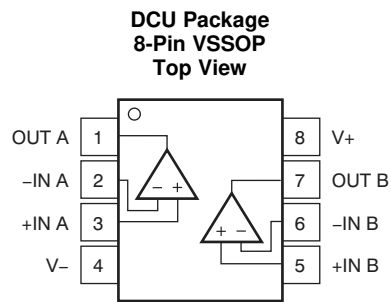 DCU Package
8-Pin VSSOP
Top View
OUT A 1 8 V+
−IN A 2 7 OUT B
− +
+IN A 3 6 −IN B
+ −
V− 4 5 +IN B